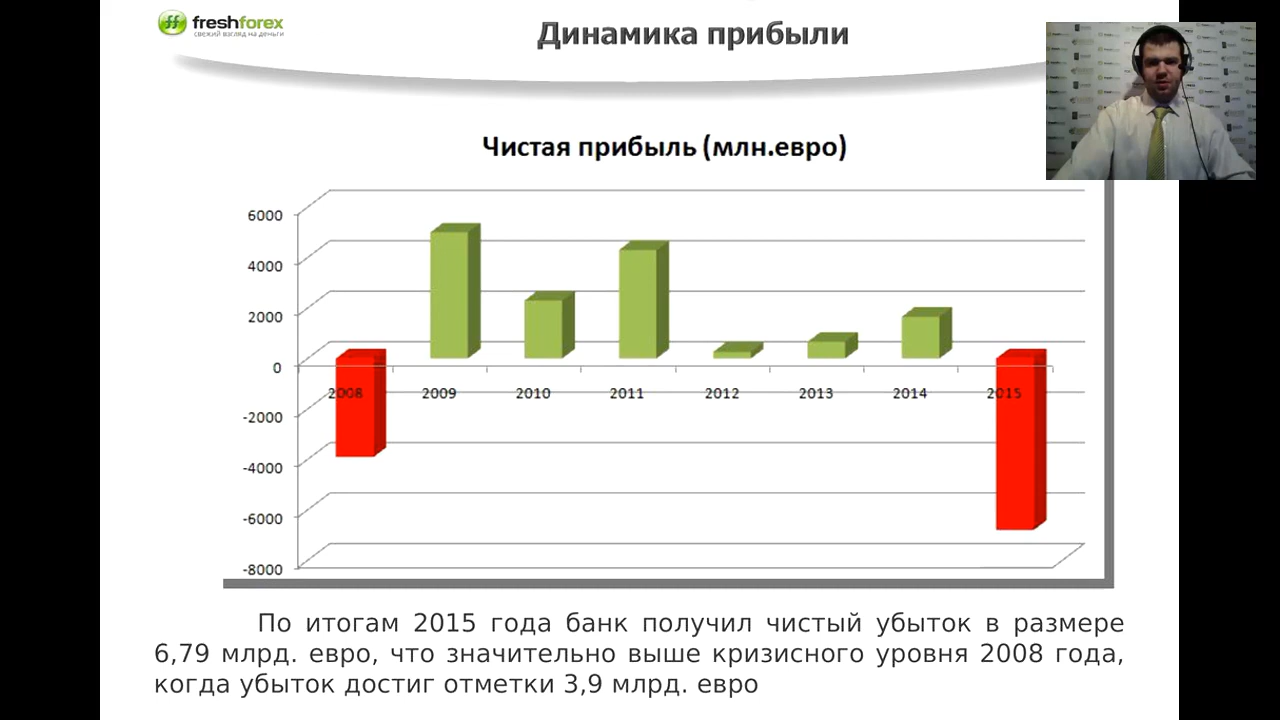 freshforex
свежий взгляд на деньги
Динамика прибыли
Чистая прибыль (млн.евро)
6000
4000
2000
0
-2000
-4000
-6000
-8000
2008 2009 2010 2011 2012 2013 2014 2015
По итогам 2015 года банк получил чистый убыток в размере
6,79 млрд. евро, что значительно выше кризисного уровня 2008 года,
когда убыток достиг отметки 3,9 млрд. евро